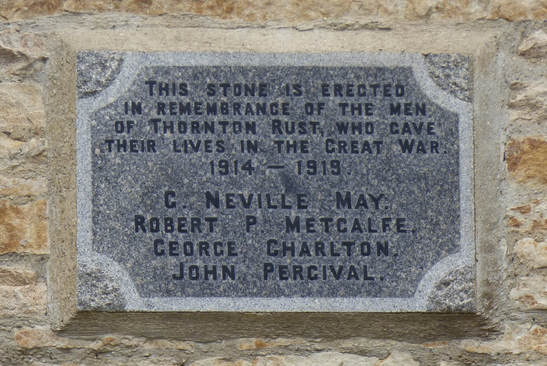 THIS STONE IS ERECTED
IN REMEMBRANCE OF THE MEN
OF THORNTON RUST, WHO GAVE
THEIR LIVES IN THE GREAT WAR.
1914 — 1919.
G. NEVILLE MAY.
ROBERT P METCALFE.
GEORGE CHARLTON.
JOHN PERCIVAL.